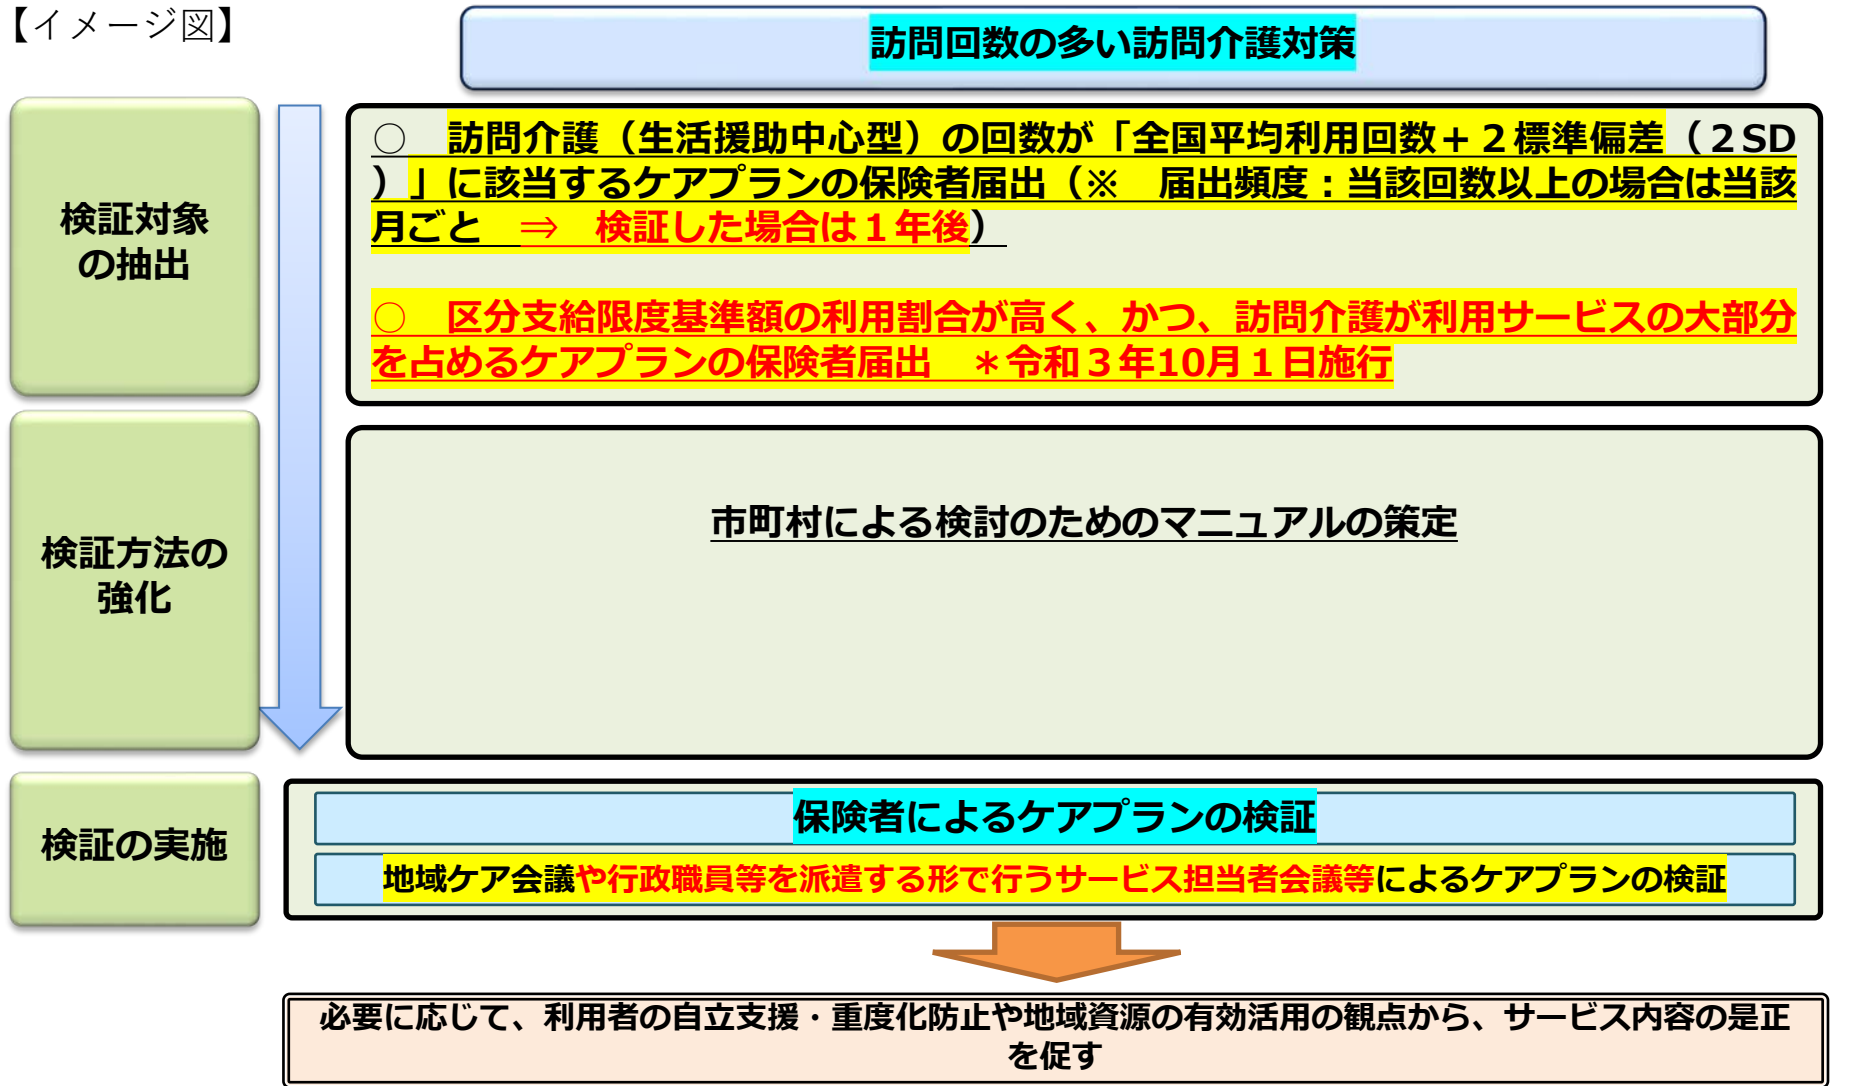 【イメージ図】
訪問回数の多い訪問介護対策
検証対象
の抽出
○　訪問介護（生活援助中心型）の回数が「全国平均利用回数＋２標準偏差（２SD
）」に該当するケアプランの保険者届出（※　届出頻度：当該回数以上の場合は当該
月ごと　⇒　検証した場合は１年後）
○　区分支給限度基準額の利用割合が高く、かつ、訪問介護が利用サービスの大部分
を占めるケアプランの保険者届出　＊令和３年10月１日施行
検証方法の
強化
市町村による検討のためのマニュアルの策定
検証の実施
保険者によるケアプランの検証
地域ケア会議や行政職員等を派遣する形で行うサービス担当者会議等によるケアプランの検証
必要に応じて、利用者の自立支援・重度化防止や地域資源の有効活用の観点から、サービス内容の是正
を促す